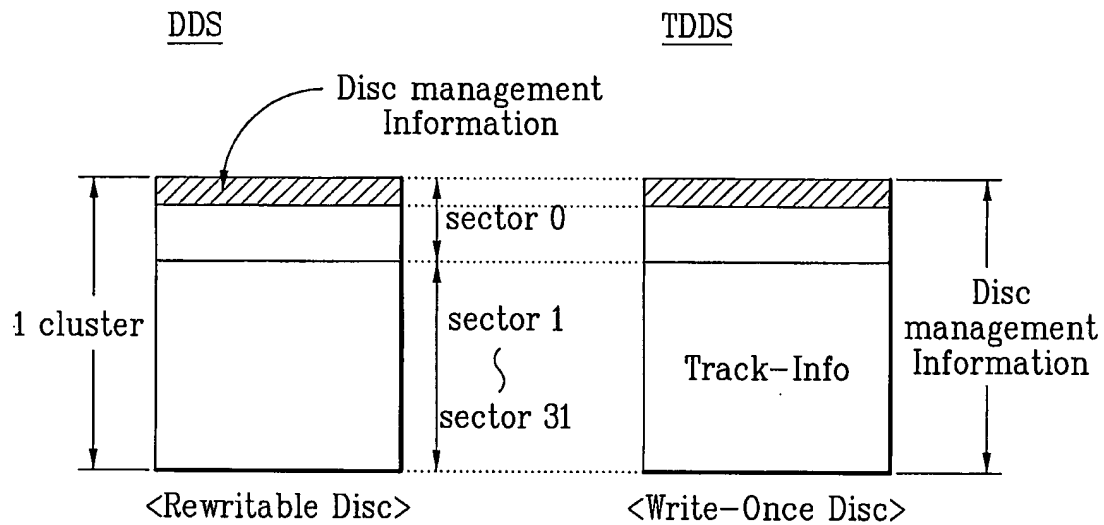 DDS
TDDS
Disc management
Information
sector 0
1 cluster
sector 1
sector 31
Track-Info
Disc
management
Information
<Rewritable Disc>
<Write-Once Disc>